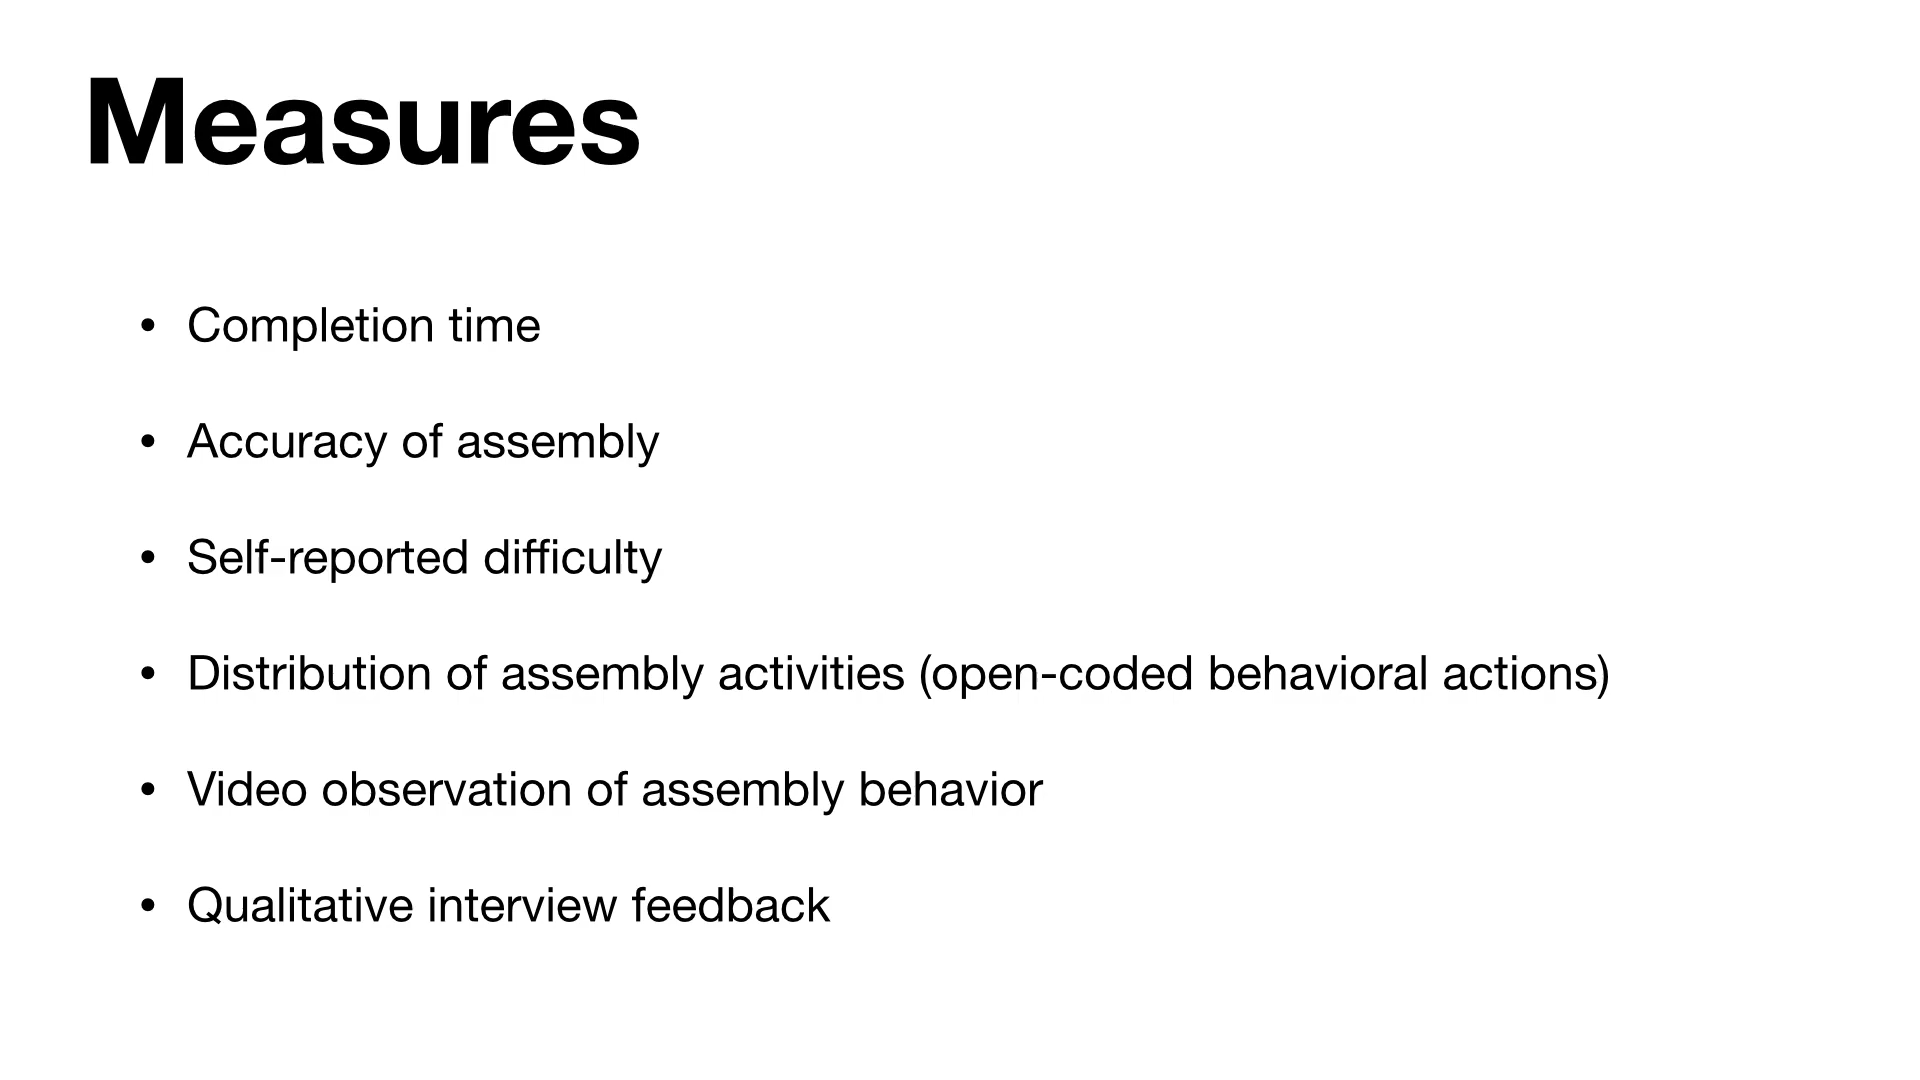 Measures
• Completion time
• Accuracy of assembly
• Self-reported difficulty
• Distribution of assembly activities (open-coded behavioral actions)
• Video observation of assembly behavior
• Qualitative interview feedback